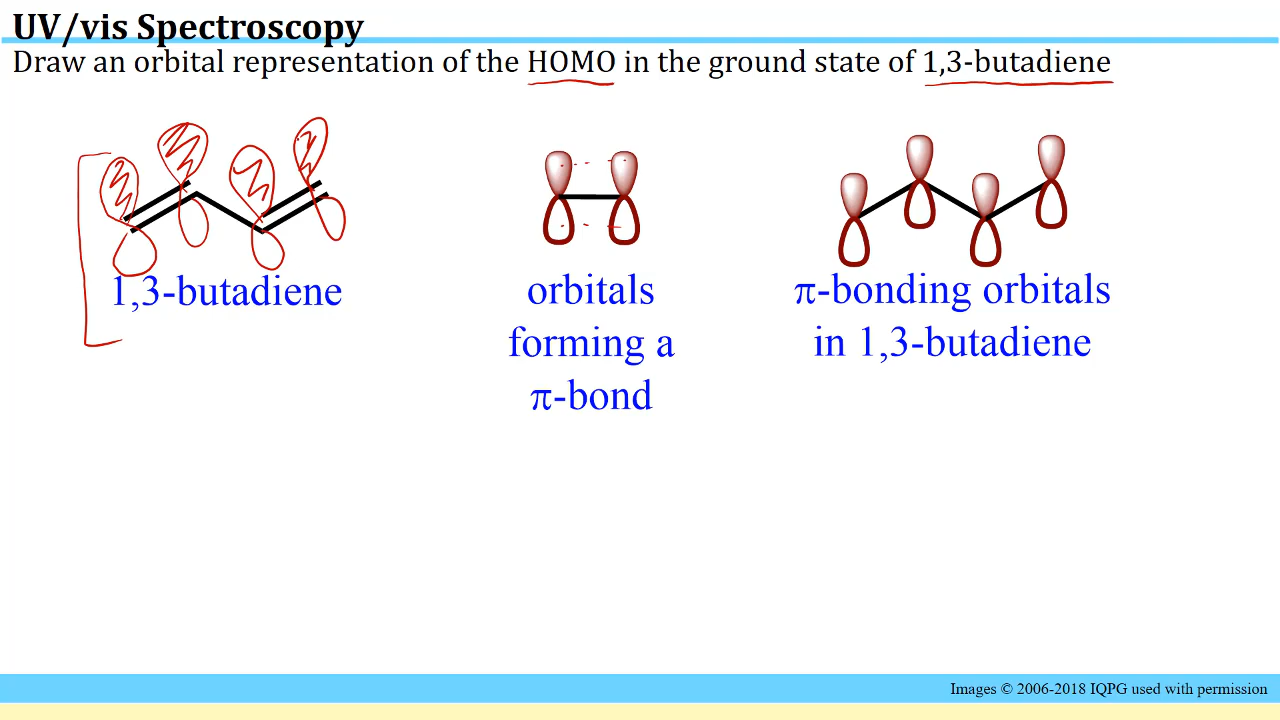 UV/vis Spectroscopy
Draw an orbital representation of the HOMO in the ground state of 1,3-butadiene
1,3-butadiene
orbitals
forming a
π-bond
π-bonding orbitals
in 1,3-butadiene
Images © 2006-2018 IQPG used with permission